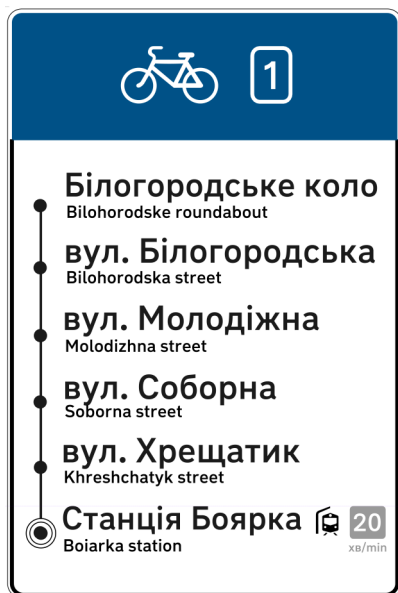 1
Білогородське коло
Bilohorodske roundabout
вул. Білогородська
Bilohorodska street
вул. Молодіжна
Molodizhna street
вул. Соборна
Soborna street
вул. Хрещатик
Khreshchatyk street
Станція Боярка 20
Boiarka station хв/min